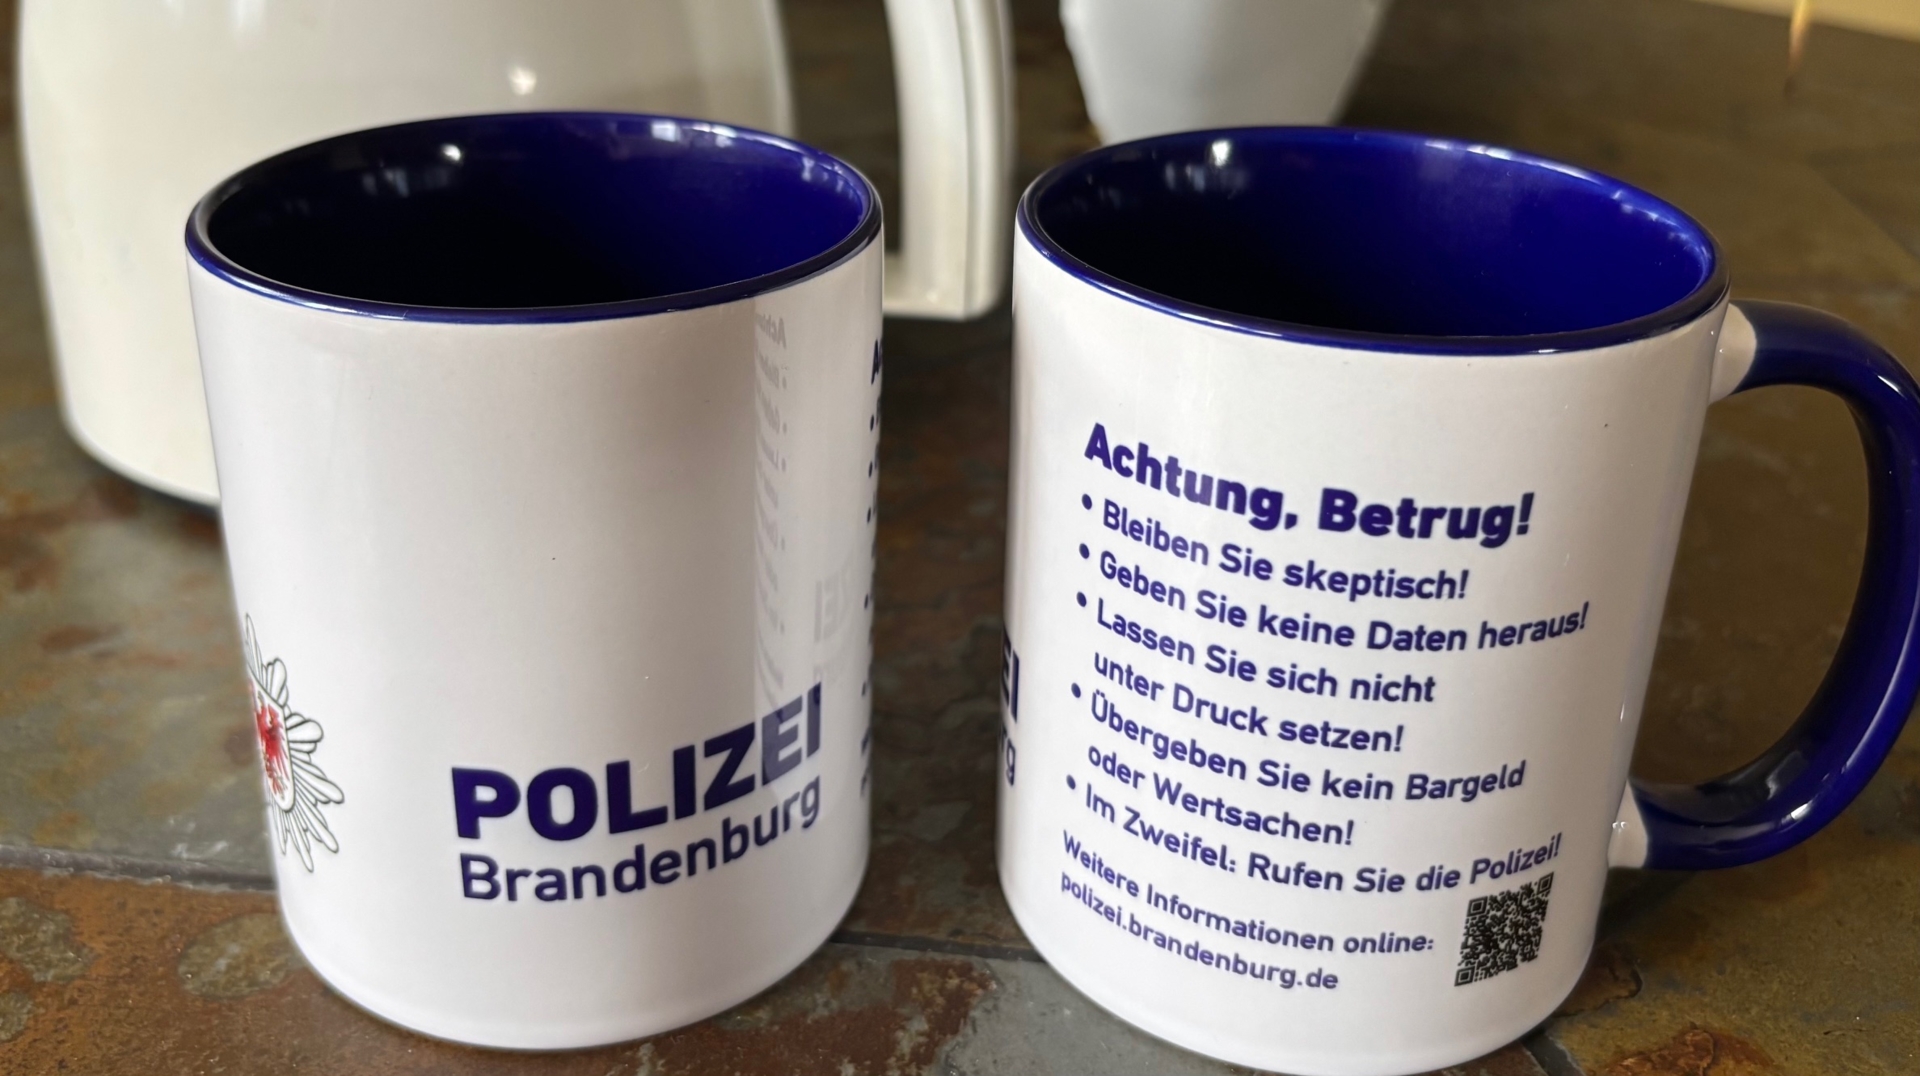 POLIZEI
Brandenburg
Achtung, Betrug!
• Bleiben Sie skeptisch!
• Geben Sie keine Daten heraus!
• Lassen Sie sich nicht
unter Druck setzen!
• Übergeben Sie kein Bargeld
oder Wertsachen!
• Im Zweifel: Rufen Sie die Polizei!
Weitere Informationen online:
polizei.brandenburg.de